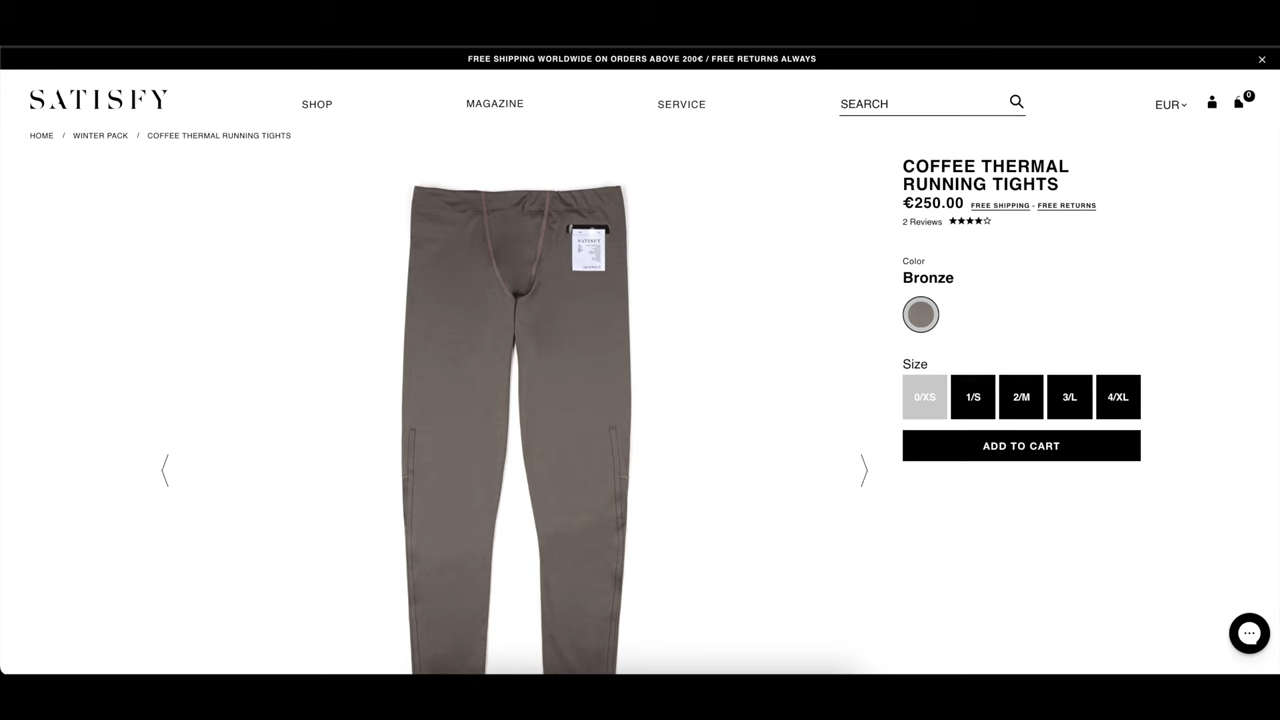 FREE SHIPPING WORLDWIDE ON ORDERS ABOVE 200€ / FREE RETURNS ALWAYS
SATISFY
SHOP
MAGAZINE
SERVICE
SEARCH
EUR
0
HOME / WINTER PACK / COFFEE THERMAL RUNNING TIGHTS
COFFEE THERMAL
RUNNING TIGHTS
€250.00 FREE SHIPPING - FREE RETURNS
2 Reviews
Color
Bronze
Size
0/XS
1/S
2/M
3/L
4/XL
ADD TO CART
SATISFY